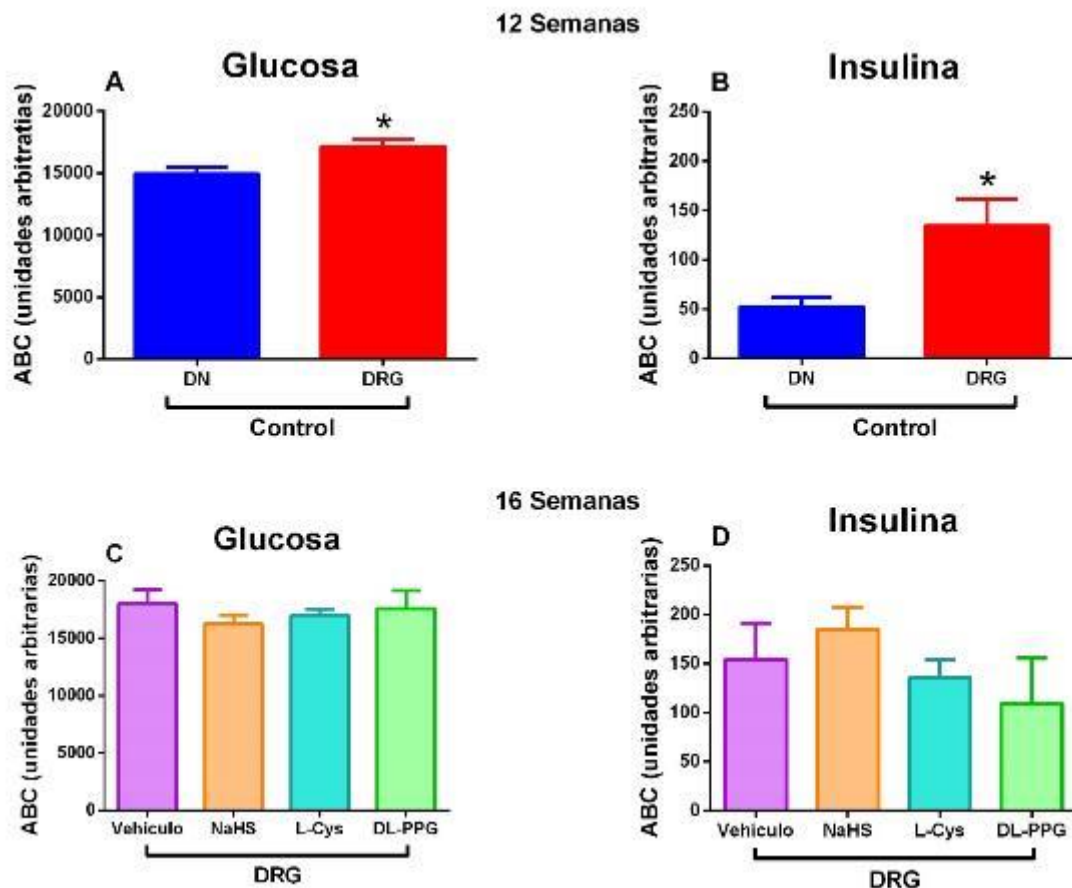 12 Semanas
A
Glucosa
ABC (unidades arbitratias)
20000
15000
10000
5000
0
*
DN
DRG
Control
B
Insulina
ABC (unidades arbitrarias)
250
200
150
100
50
0
*
DN
DRG
Control
16 Semanas
C
Glucosa
ABC (unidades arbitrarias)
20000
15000
10000
5000
0
Vehiculo NaHS L-Cys DL-PPG
DRG
D
Insulina
ABC (unidades arbitrarias)
250
200
150
100
50
0
Vehiculo NaHS L-Cys DL-PPG
DRG